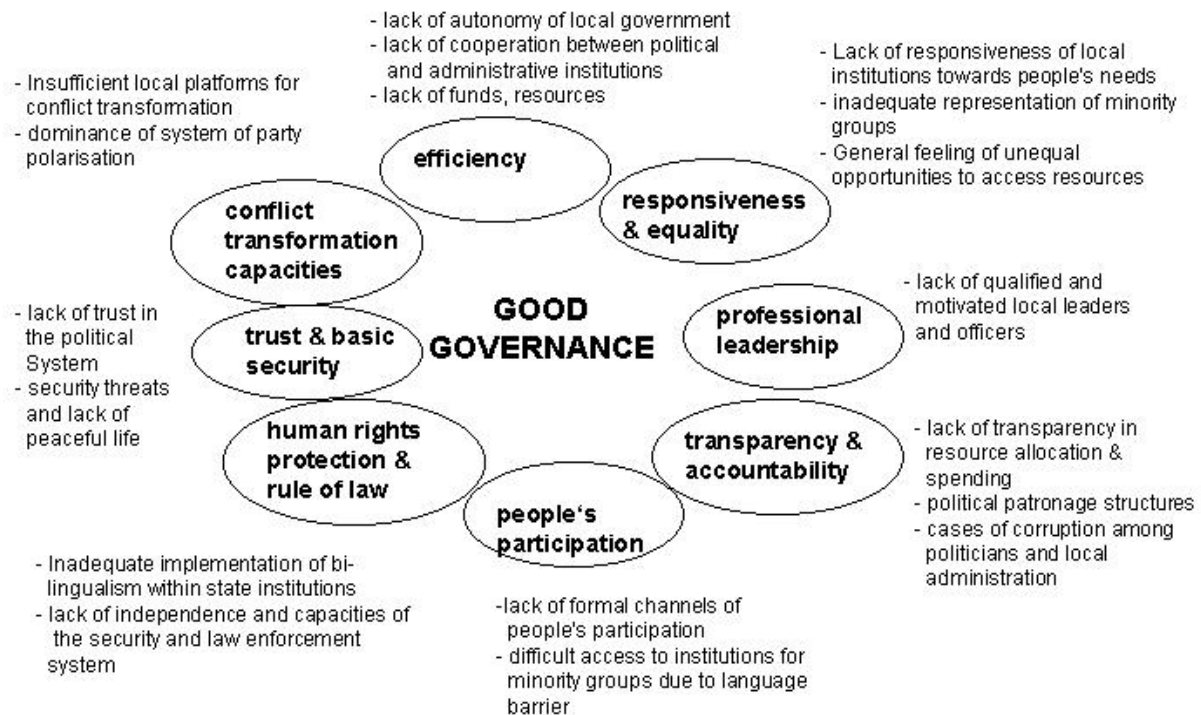 - lack of autonomy of local government
- lack of cooperation between political
and administrative institutions
- lack of funds, resources
- Lack of responsiveness of local
institutions towards people's needs
- inadequate representation of minority
groups
- General feeling of unequal
opportunities to access resources
- Insufficient local platforms for
conflict transformation
- dominance of system of party
polarisation
efficiency
responsiveness
& equality
conflict
transformation
capacities
- lack of qualified and
motivated local leaders
and officers
professional
leadership
GOOD
GOVERNANCE
- lack of trust in
the political
System
- security threats
and lack of
peaceful life
trust & basic
security
human rights
protection &
rule of law
transparency &
accountability
- lack of transparency in
resource allocation &
spending
- political patronage structures
- cases of corruption among
politicians and local
administration
people‘s
participation
- Inadequate implementation of bi-
lingualism within state institutions
- lack of independence and capacities of
the security and law enforcement
system
-lack of formal channels of
people's participation
- difficult access to institutions for
minority groups due to language
barrier